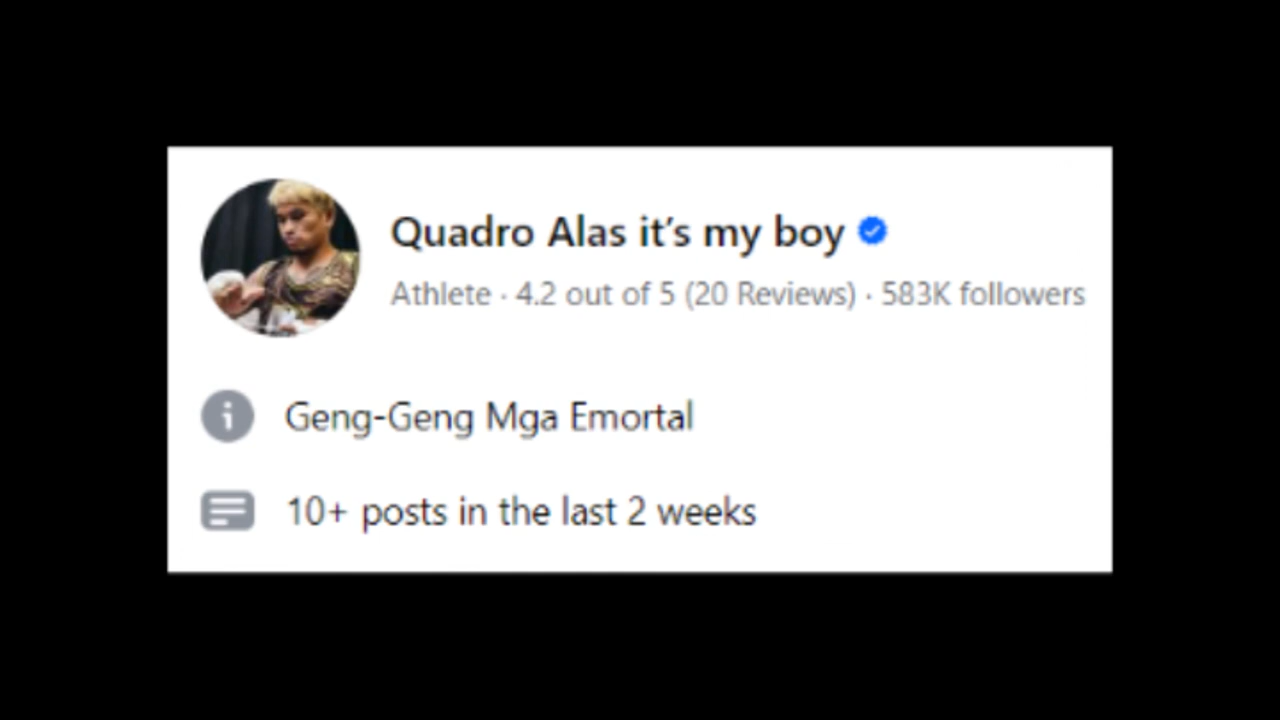 Quadro Alas it's my boy
Athlete · 4.2 out of 5 (20 Reviews) · 583K followers
Geng-Geng Mga Emortal
10+ posts in the last 2 weeks